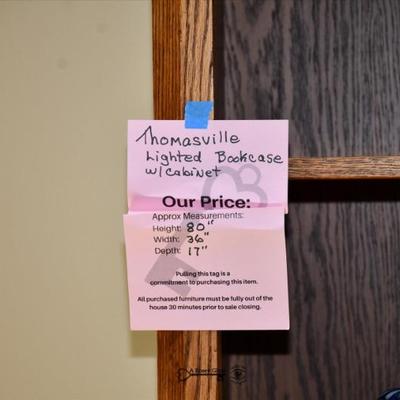 Thomasville
Lighted Bookcase
w/cabinet
Our Price:
Approx Measurements:
Height: 80"
Width: 36"
Depth: 17"
Pulling this tag is a
commitment to purchasing this item.
All purchased furniture must be fully out of the
house 30 minutes prior to sale closing.